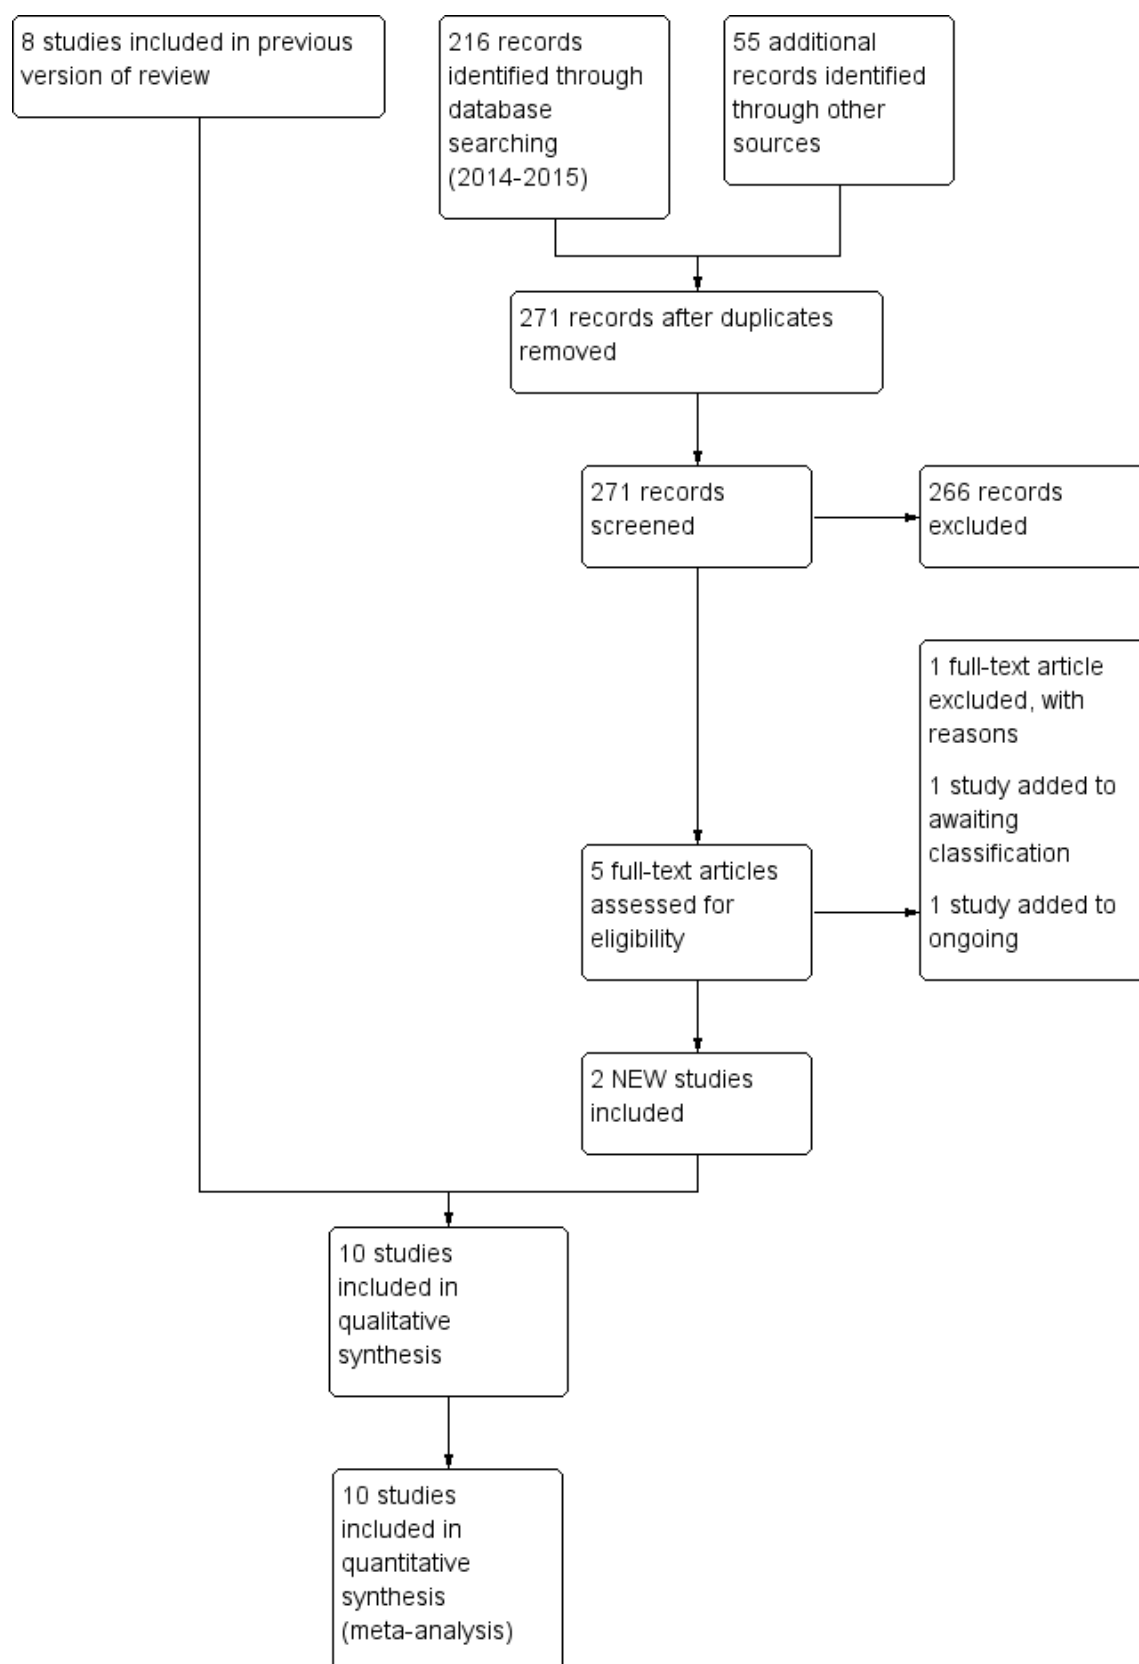 8 studies included in previous
version of review
216 records
identified through
database
searching
(2014-2015)
55 additional
records identified
through other
sources
271 records after duplicates
removed
271 records
screened
266 records
excluded
1 full-text article
excluded, with
reasons
1 study added to
awaiting
classification
1 study added to
ongoing
5 full-text articles
assessed for
eligibility
2 NEW studies
included
10 studies
included in
qualitative
synthesis
10 studies
included in
quantitative
synthesis
(meta-analysis)